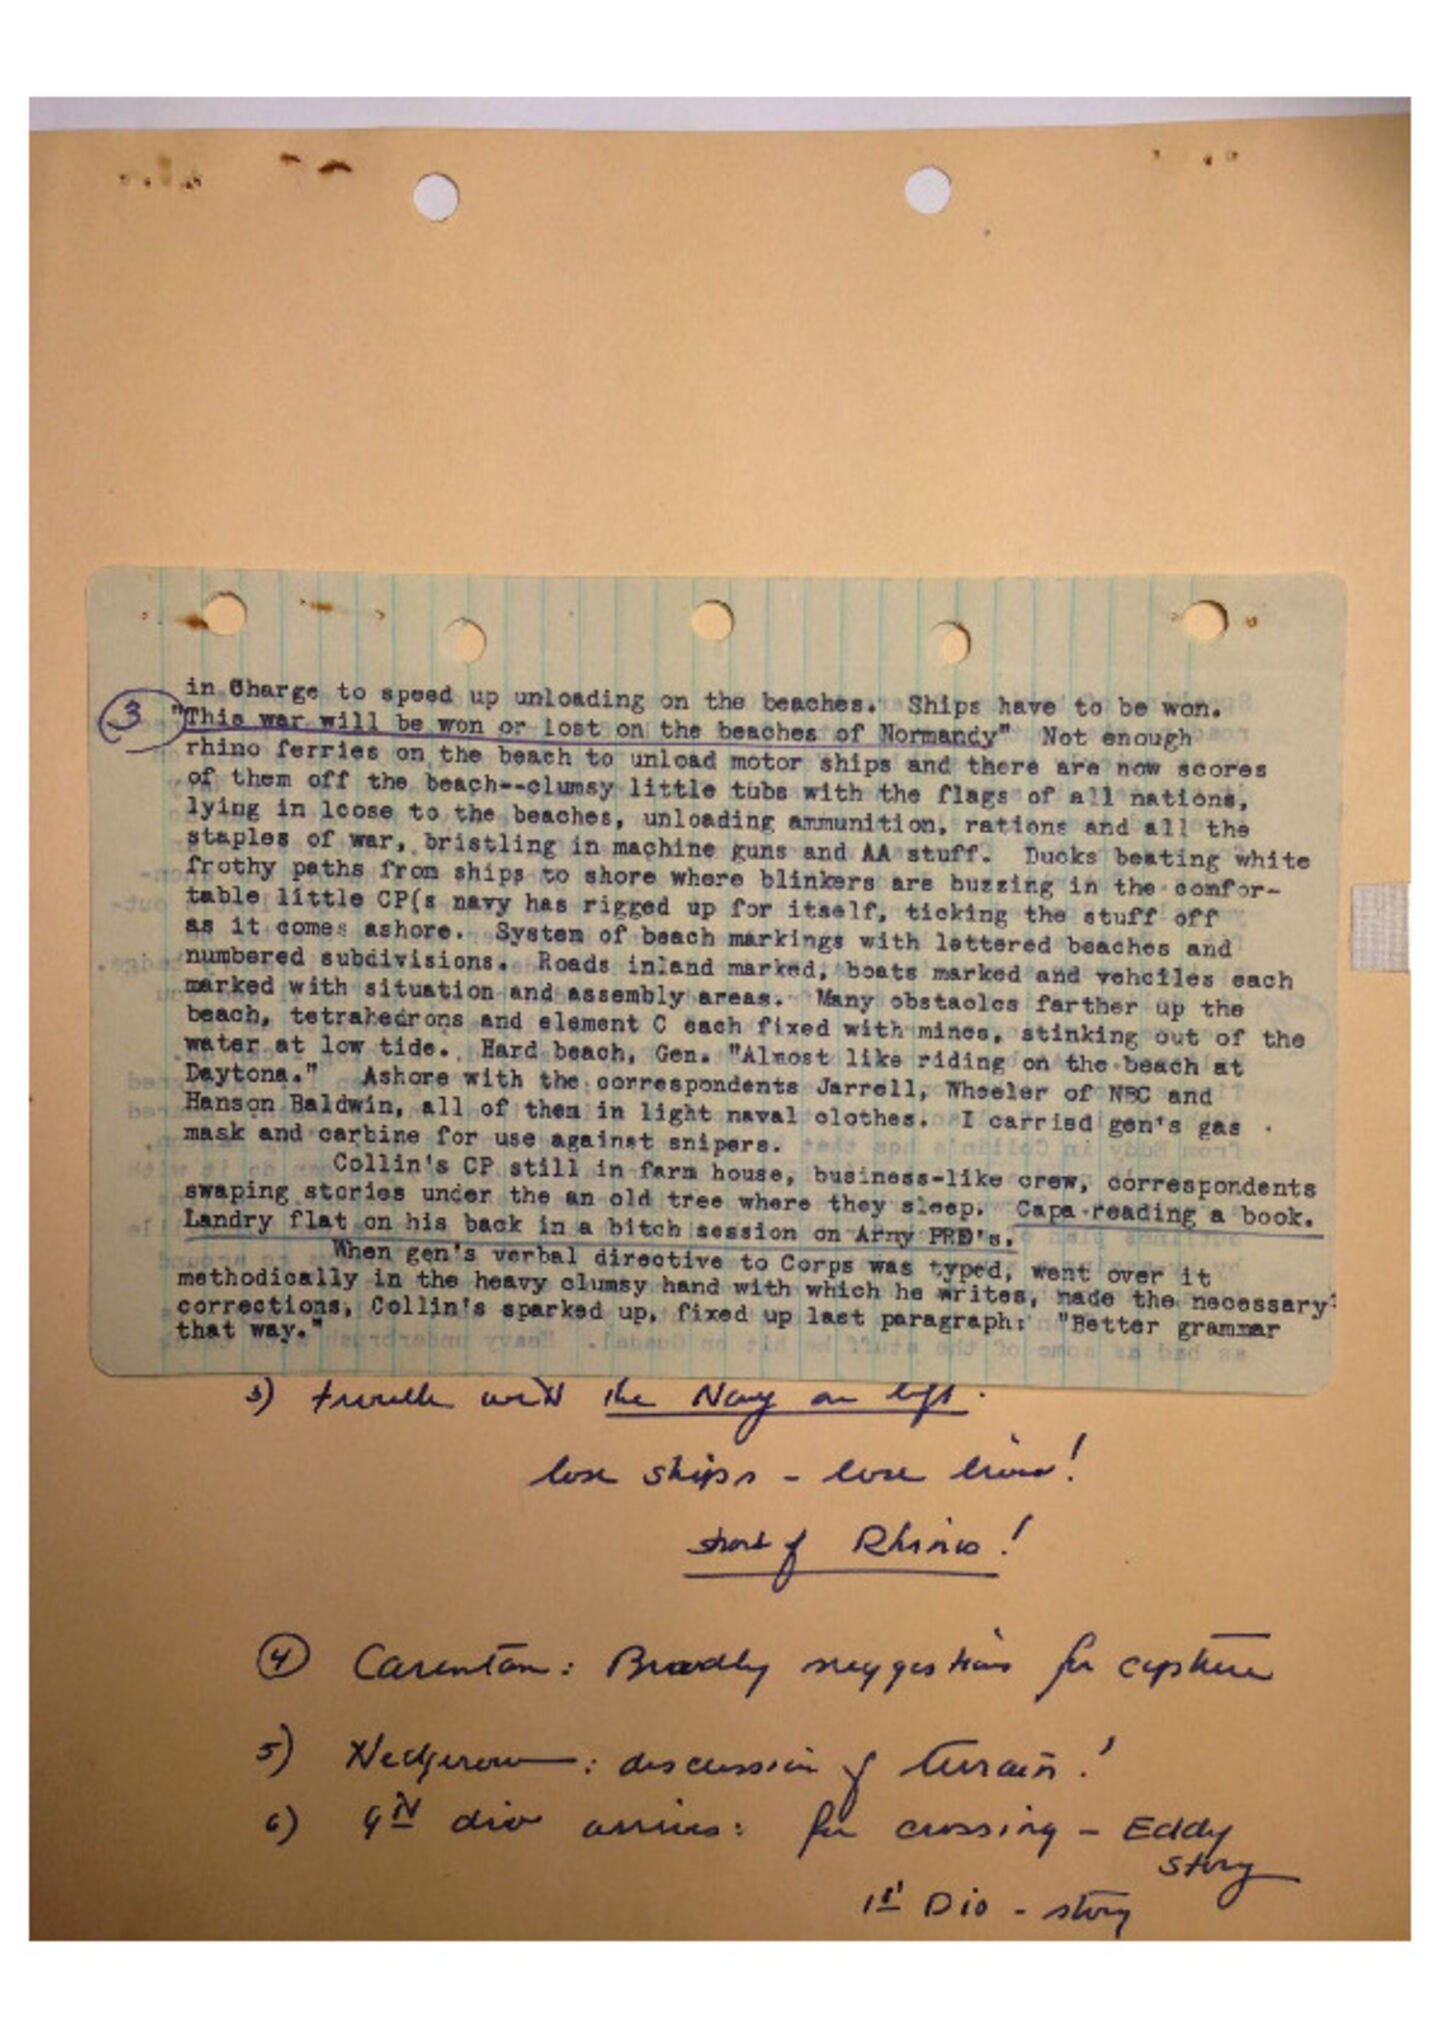 in Charge to speed up unloading on the beaches. Ships have to be won.
3 "This war will be won or lost on the beaches of Normandy" Not enough
rhino ferries on the beach to unload motor ships and there are now scores
of them off the beach--clumsy little tubs with the flags of all nations,
lying in loose to the beaches, unloading ammunition, rations and all the
staples of war, bristling in machine guns and AA stuff. Ducks beating white
frothy paths from ships to shore where blinkers are buzzing in the comfor-
table little CP(s navy has rigged up for itself, ticking the stuff off
as it comes ashore. System of beach markings with lettered beaches and
numbered subdivisions. Roads inland marked, boats marked and vehciles each
marked with situation and assembly areas. Many obstaolcs farther up the
beach, tetrahedrons and element C each fixed with mines, stinking out of the
water at low tide. Hard beach, Gen. "Almost like riding on the beach at
Daytona." Ashore with the correspondents Jarrell, Wheeler of NBC and
Hanson Baldwin, all of them in light naval clothes. I carried gen's gas
mask and carbine for use against snipers.
Collin's CP still in farm house, business-like crew, correspondents
swaping stories under the an old tree where they sleep. Capa reading a book.
Landry flat on his back in a bitch session on Army PRO's.
When gen's verbal directive to Corps was typed, went over it
methodically in the heavy clumsy hand with which he writes, made the necessary
corrections, Collin's sparked up, fixed up last paragraph: "Better grammar
that way."
3) trouble with the Navy on left.
lose ships - lose lives!
short of Rhinos!
4 Carentan: Bradley suggestions for capture
5) Hedgerow: discussion of terrain!
6) 9th div arrives: for crossing - Eddy
story
1st Div - story